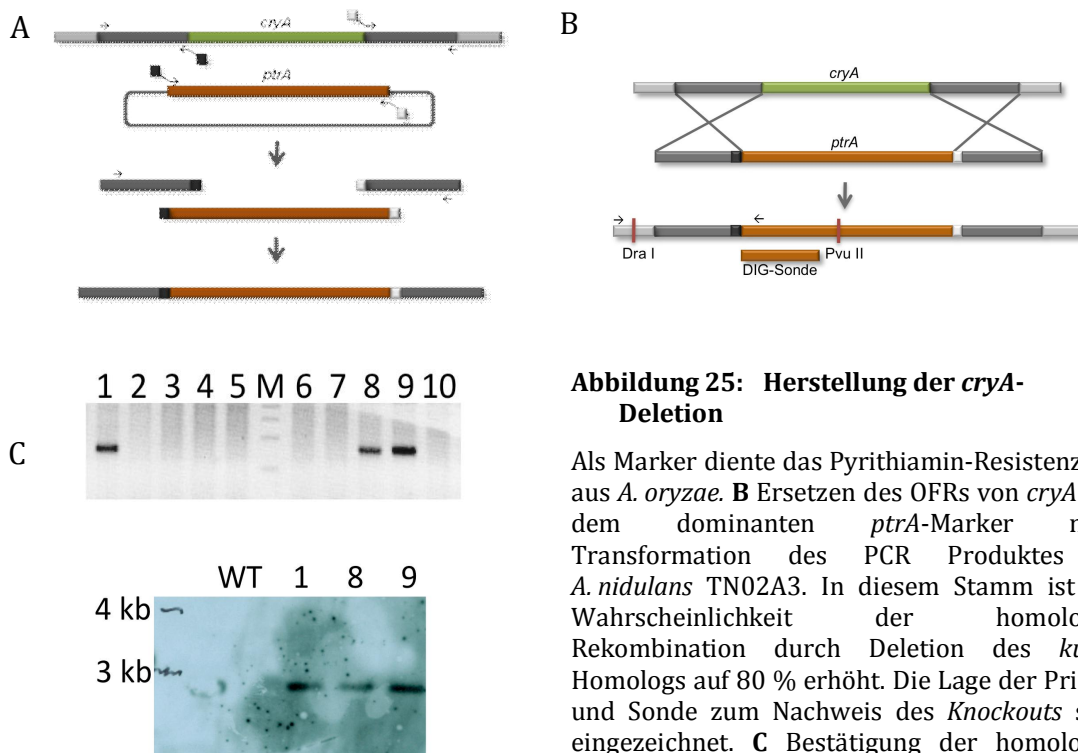 A
cryA
ptrA
B
cryA
ptrA
Dra I
Pvu II
DIG-Sonde
C
1 2 3 4 5 M 6 7 8 9 10
WT 1 8 9
4 kb
3 kb
Abbildung 25: Herstellung der cryA-
Deletion
Als Marker diente das Pyrithiamin-Resistenz
aus A. oryzae. B Ersetzen des OFRs von cryA
dem dominanten ptrA-Marker
Transformation des PCR Produktes
A. nidulans TN02A3. In diesem Stamm ist
Wahrscheinlichkeit der homolo
Rekombination durch Deletion des
Homologs auf 80 % erhöht. Die Lage der Pri
und Sonde zum Nachweis des Knockouts
eingezeichnet. C Bestätigung der homolo